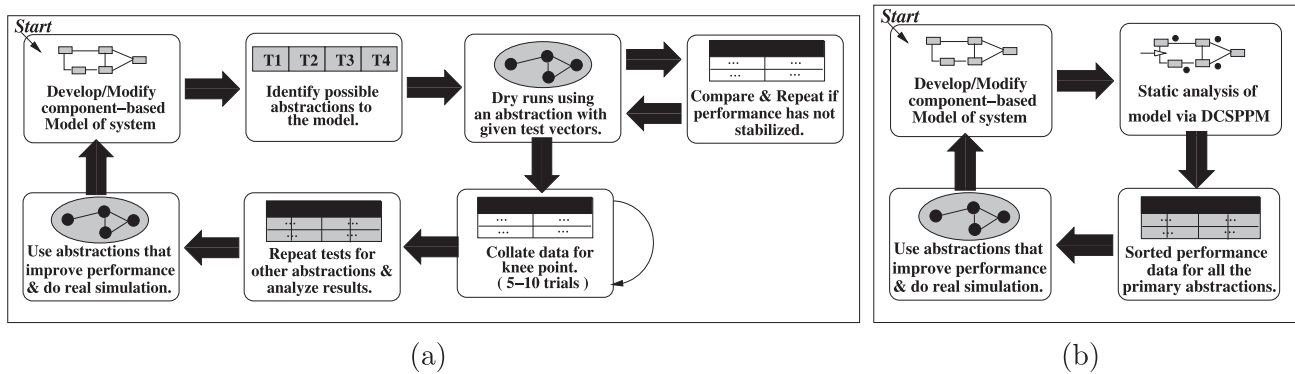 Start
Develop/Modify
component−based
Model of system
T1 T2 T3 T4
Identify possible
abstractions to
the model.
Dry runs using
an abstraction with
given test vectors.
... ...
... ...
Compare & Repeat if
performance has not
stabilized.
Use abstractions that
improve performance
& do real simulation.
... ...
... ...
Repeat tests for
other abstractions &
analyze results.
... ...
... ...
Collate data for
knee point.
( 5−10 trials )
(a)
Start
Develop/Modify
component−based
Model of system
Static analysis of
model via DCSPPM
Use abstractions that
improve performance
& do real simulation.
... ...
... ...
Sorted performance
data for all the
primary abstractions.
(b)